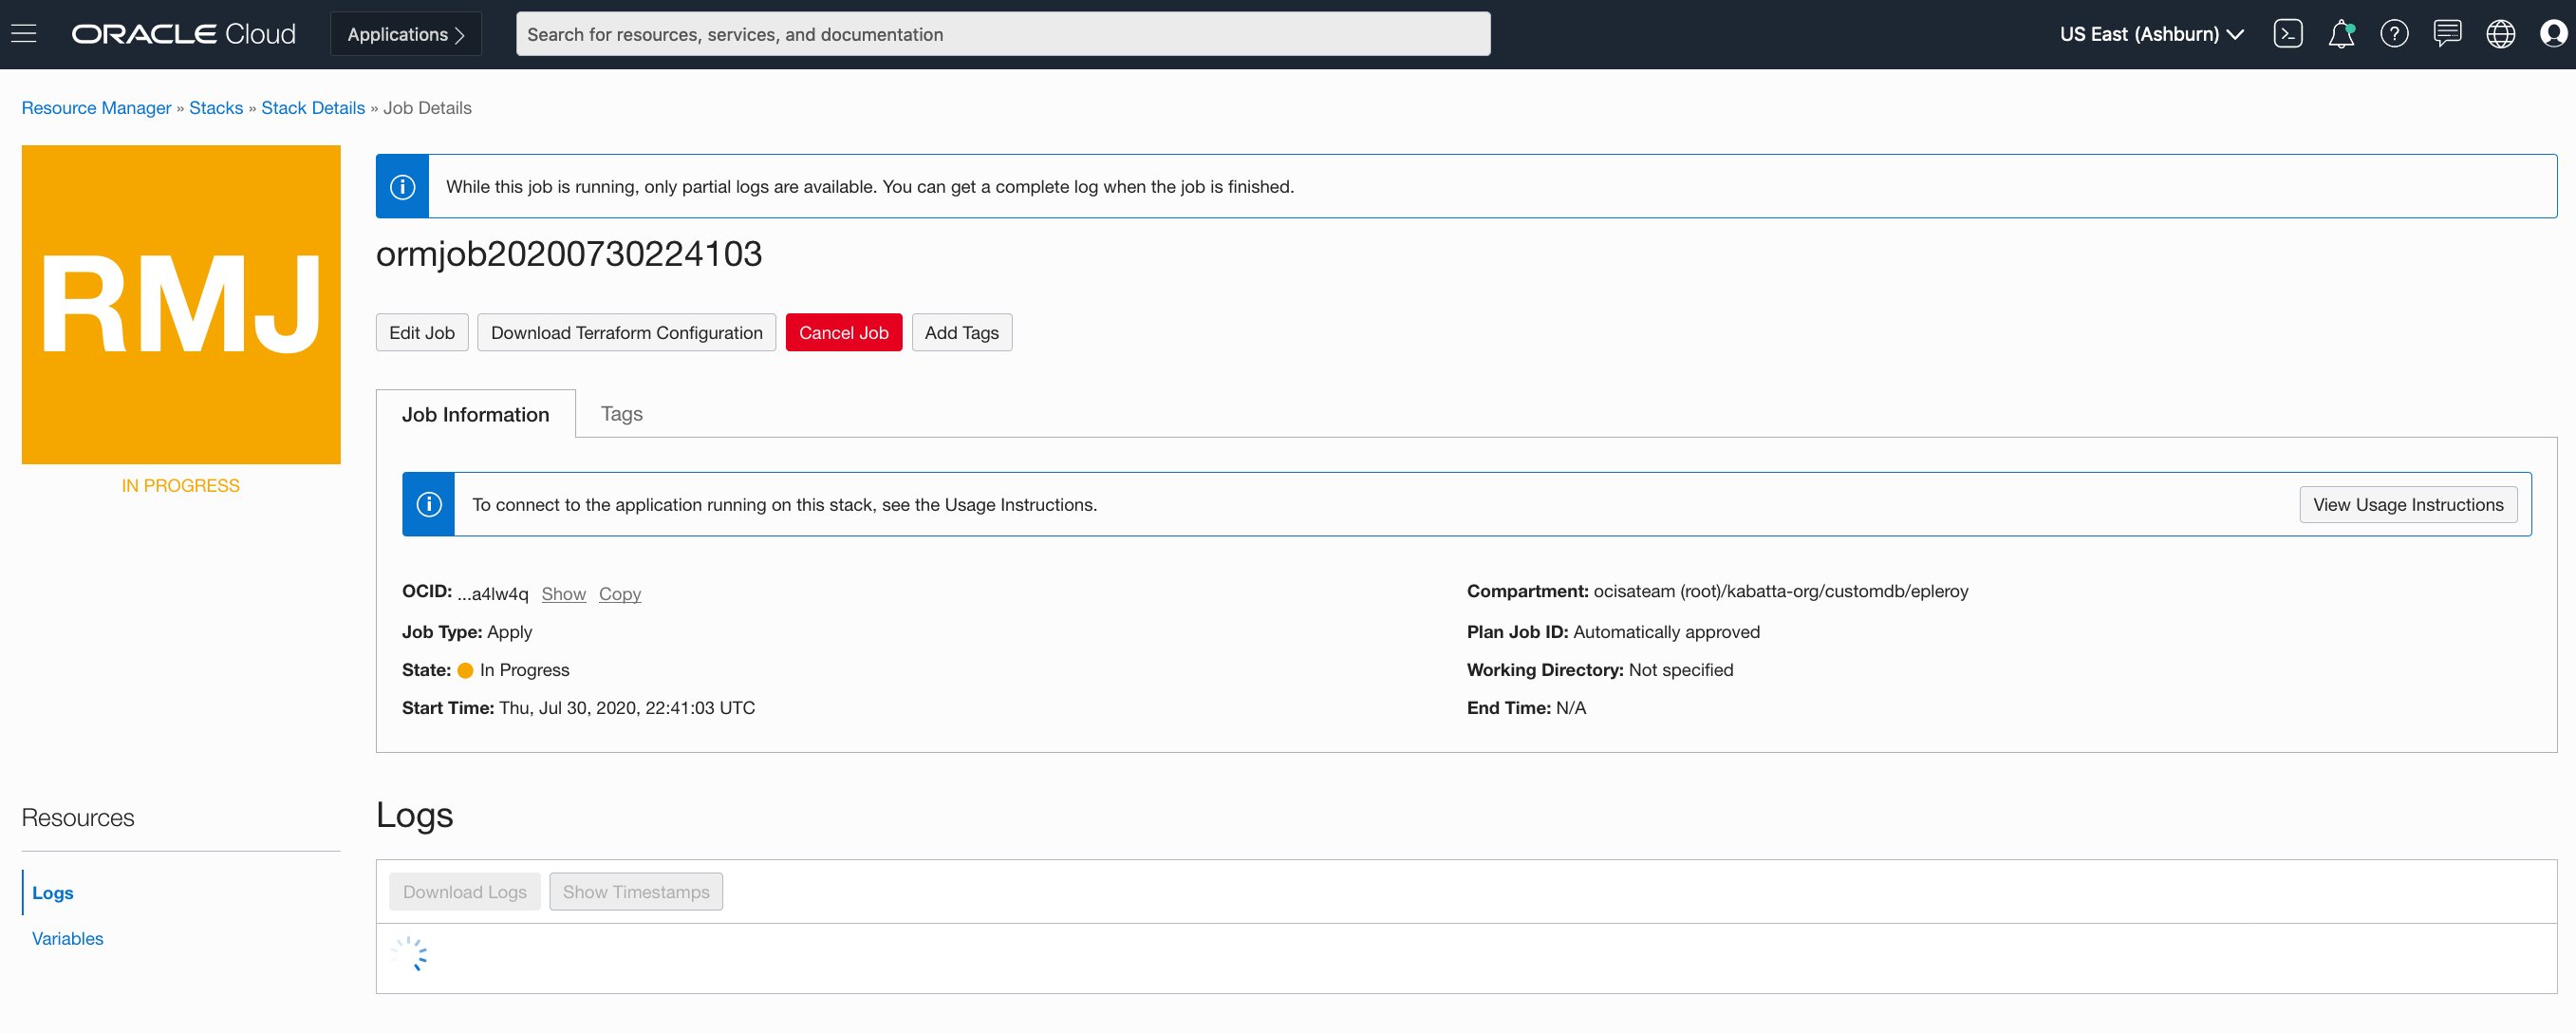 ORACLE Cloud
Applications
Search for resources, services, and documentation
US East (Ashburn)
Resource Manager » Stacks » Stack Details » Job Details
RMJ
IN PROGRESS
While this job is running, only partial logs are available. You can get a complete log when the job is finished.
ormjob20200730224103
Edit Job
Download Terraform Configuration
Cancel Job
Add Tags
Job Information
Tags
To connect to the application running on this stack, see the Usage Instructions.
View Usage Instructions
OCID: ...a4lw4q Show Copy
Job Type: Apply
State: In Progress
Start Time: Thu, Jul 30, 2020, 22:41:03 UTC
Compartment: ocisateam (root)/kabatta-org/customdb/epleroy
Plan Job ID: Automatically approved
Working Directory: Not specified
End Time: N/A
Resources
Logs
Variables
Logs
Download Logs
Show Timestamps